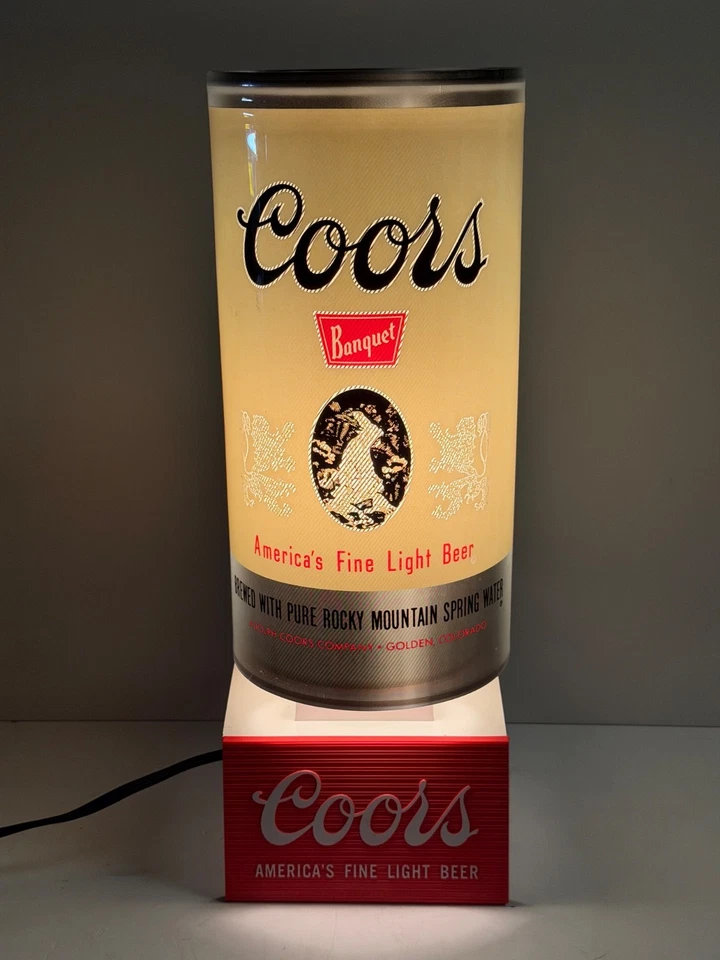 Coors
Banquet
America's Fine Light Beer
BREWED WITH PURE ROCKY MOUNTAIN SPRING WATER
ADOLPH COORS COMPANY • GOLDEN, COLORADO
Coors
AMERICA'S FINE LIGHT BEER